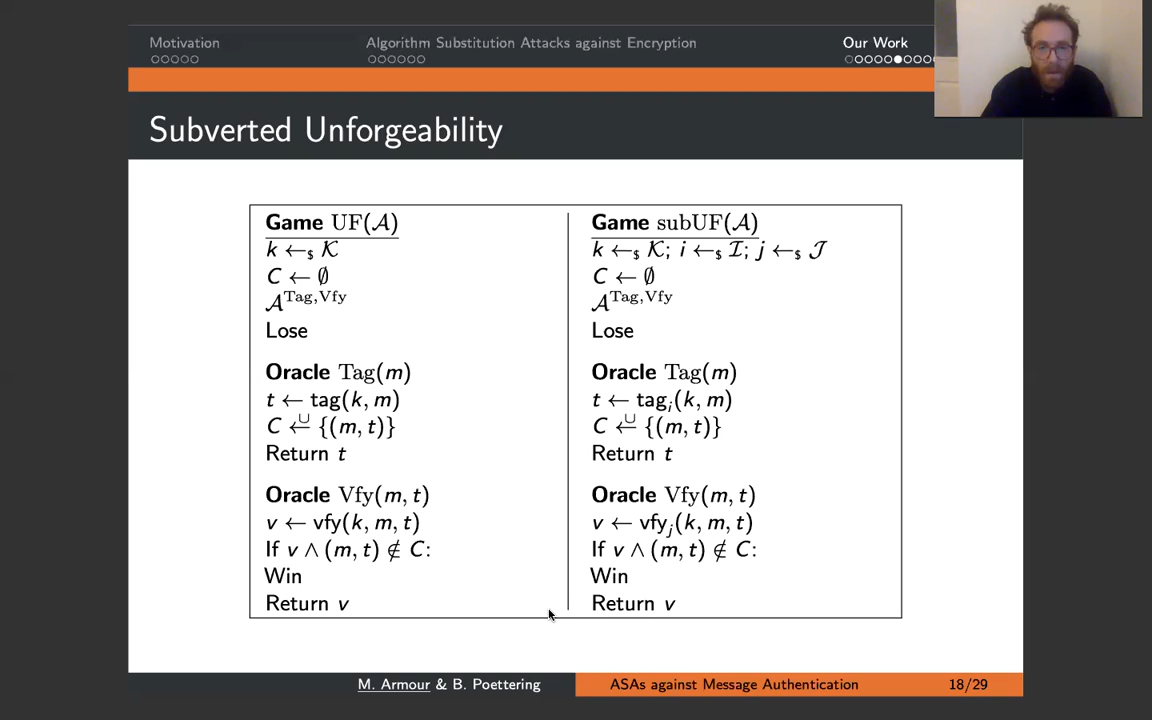 Motivation
Algorithm Substitution Attacks against Encryption
Our Work
Subverted Unforgeability
Game UF(𝒜)
k ←$ 𝒦
C ← ∅
𝒜^Tag,Vfy
Lose
Oracle Tag(m)
t ← tag(k, m)
C ←∪ {(m, t)}
Return t
Oracle Vfy(m, t)
v ← vfy(k, m, t)
If v ∧ (m, t) ∉ C:
Win
Return v
Game subUF(𝒜)
k ←$ 𝒦; i ←$ ℐ; j ←$ 𝒥
C ← ∅
𝒜^Tag,Vfy
Lose
Oracle Tag(m)
t ← tag_i(k, m)
C ←∪ {(m, t)}
Return t
Oracle Vfy(m, t)
v ← vfy_j(k, m, t)
If v ∧ (m, t) ∉ C:
Win
Return v
M. Armour & B. Poettering
ASAs against Message Authentication
18/29